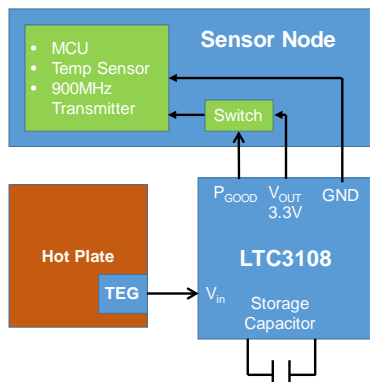 Sensor Node
• MCU
• Temp Sensor
• 900MHz
Transmitter
Switch
PGOOD
VOUT
3.3V
GND
LTC3108
Hot Plate
TEG
Vin
Storage
Capacitor